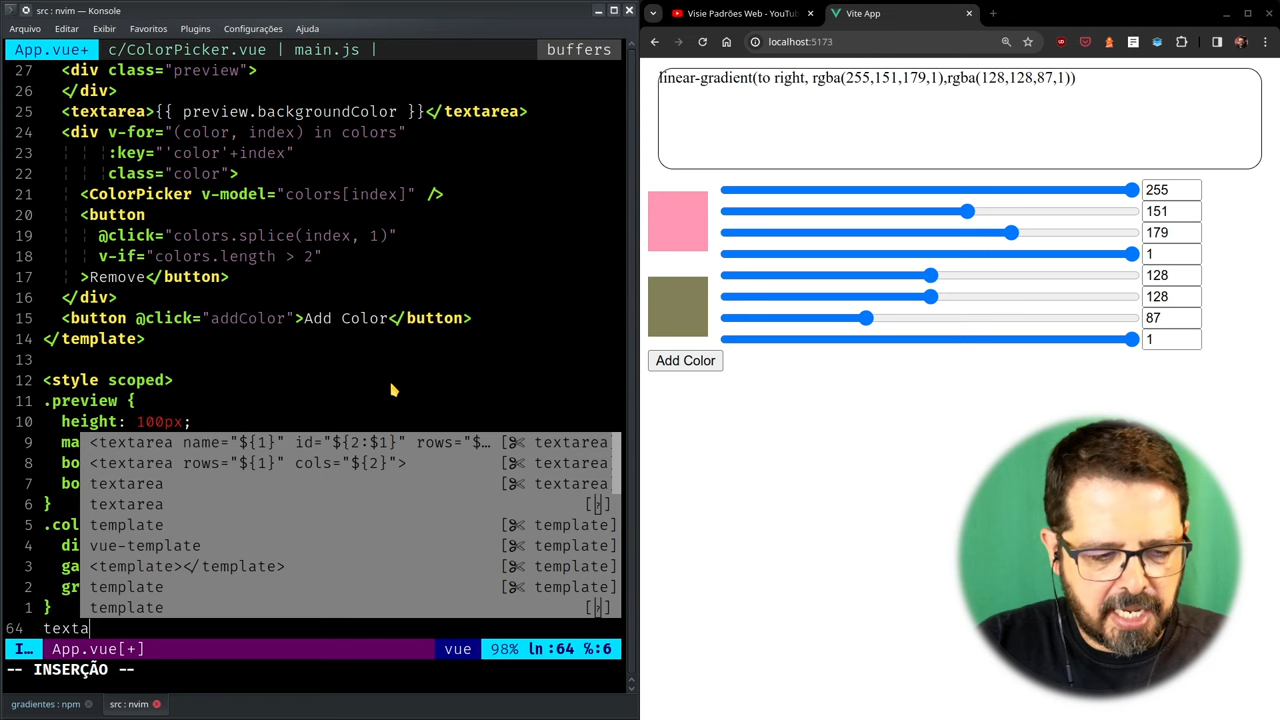 src : nvim — Konsole
Arquivo Editar Exibir Favoritos Plugins Configurações Ajuda
App.vue+ c/ColorPicker.vue | main.js | buffers
27 <div class="preview">
26 </div>
25 <textarea>{{ preview.backgroundColor }}</textarea>
24 <div v-for="(color, index) in colors"
23 :key="'color'+index"
22 class="color">
21 <ColorPicker v-model="colors[index]" />
20 <button
19 @click="colors.splice(index, 1)"
18 v-if="colors.length > 2"
17 >Remove</button>
16 </div>
15 <button @click="addColor">Add Color</button>
14 </template>
13
12 <style scoped>
11 .preview {
10 height: 100px;
9 ma <textarea name="${1}" id="${2:$1}" rows="$… [✂ textarea
8 bo <textarea rows="${1}" cols="${2}"> [✂ textarea
7 bo textarea [✂ textarea
6 } textarea [?]
5 .col template [✂ template]
4 di vue-template [✂ template]
3 ga <template></template> [✂ template]
2 gr template [✂ template]
1 } template [?]
64 texta
I… App.vue[+] vue 98% ln:64 %:6
-- INSERÇÃO --
gradientes : npm src : nvim
Visie Padrões Web - YouTu Vite App
localhost:5173
linear-gradient(to right, rgba(255,151,179,1),rgba(128,128,87,1))
255
151
179
1
128
128
87
1
Add Color